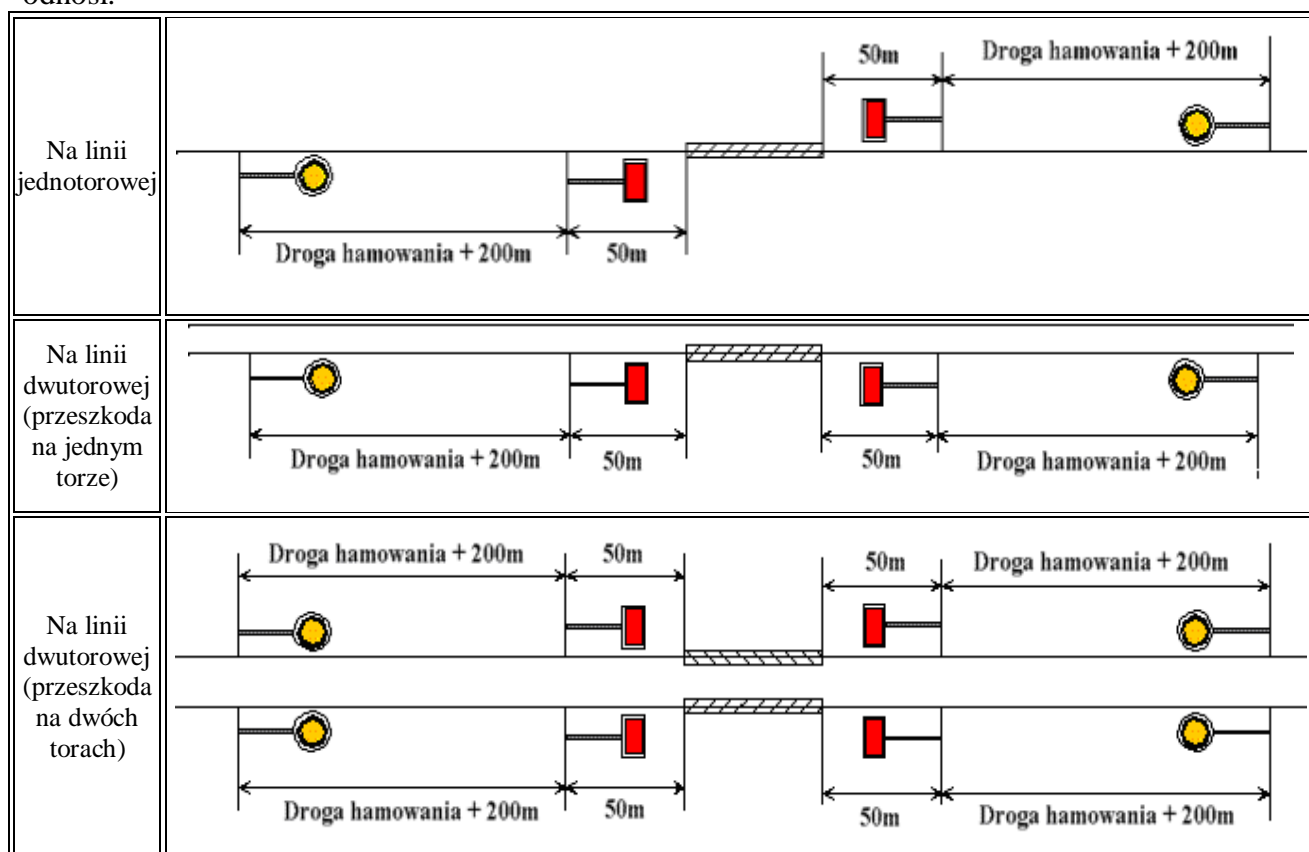 odnosi.
50m
Droga hamowania + 200m
Na linii
jednotorowej
Droga hamowania + 200m
50m
Na linii
dwutorowej
(przeszkoda
na jednym
torze)
Droga hamowania + 200m
50m
50m
Droga hamowania + 200m
Na linii
dwutorowej
(przeszkoda
na dwóch
torach)
Droga hamowania + 200m
50m
50m
Droga hamowania + 200m
Droga hamowania + 200m
50m
50m
Droga hamowania + 200m